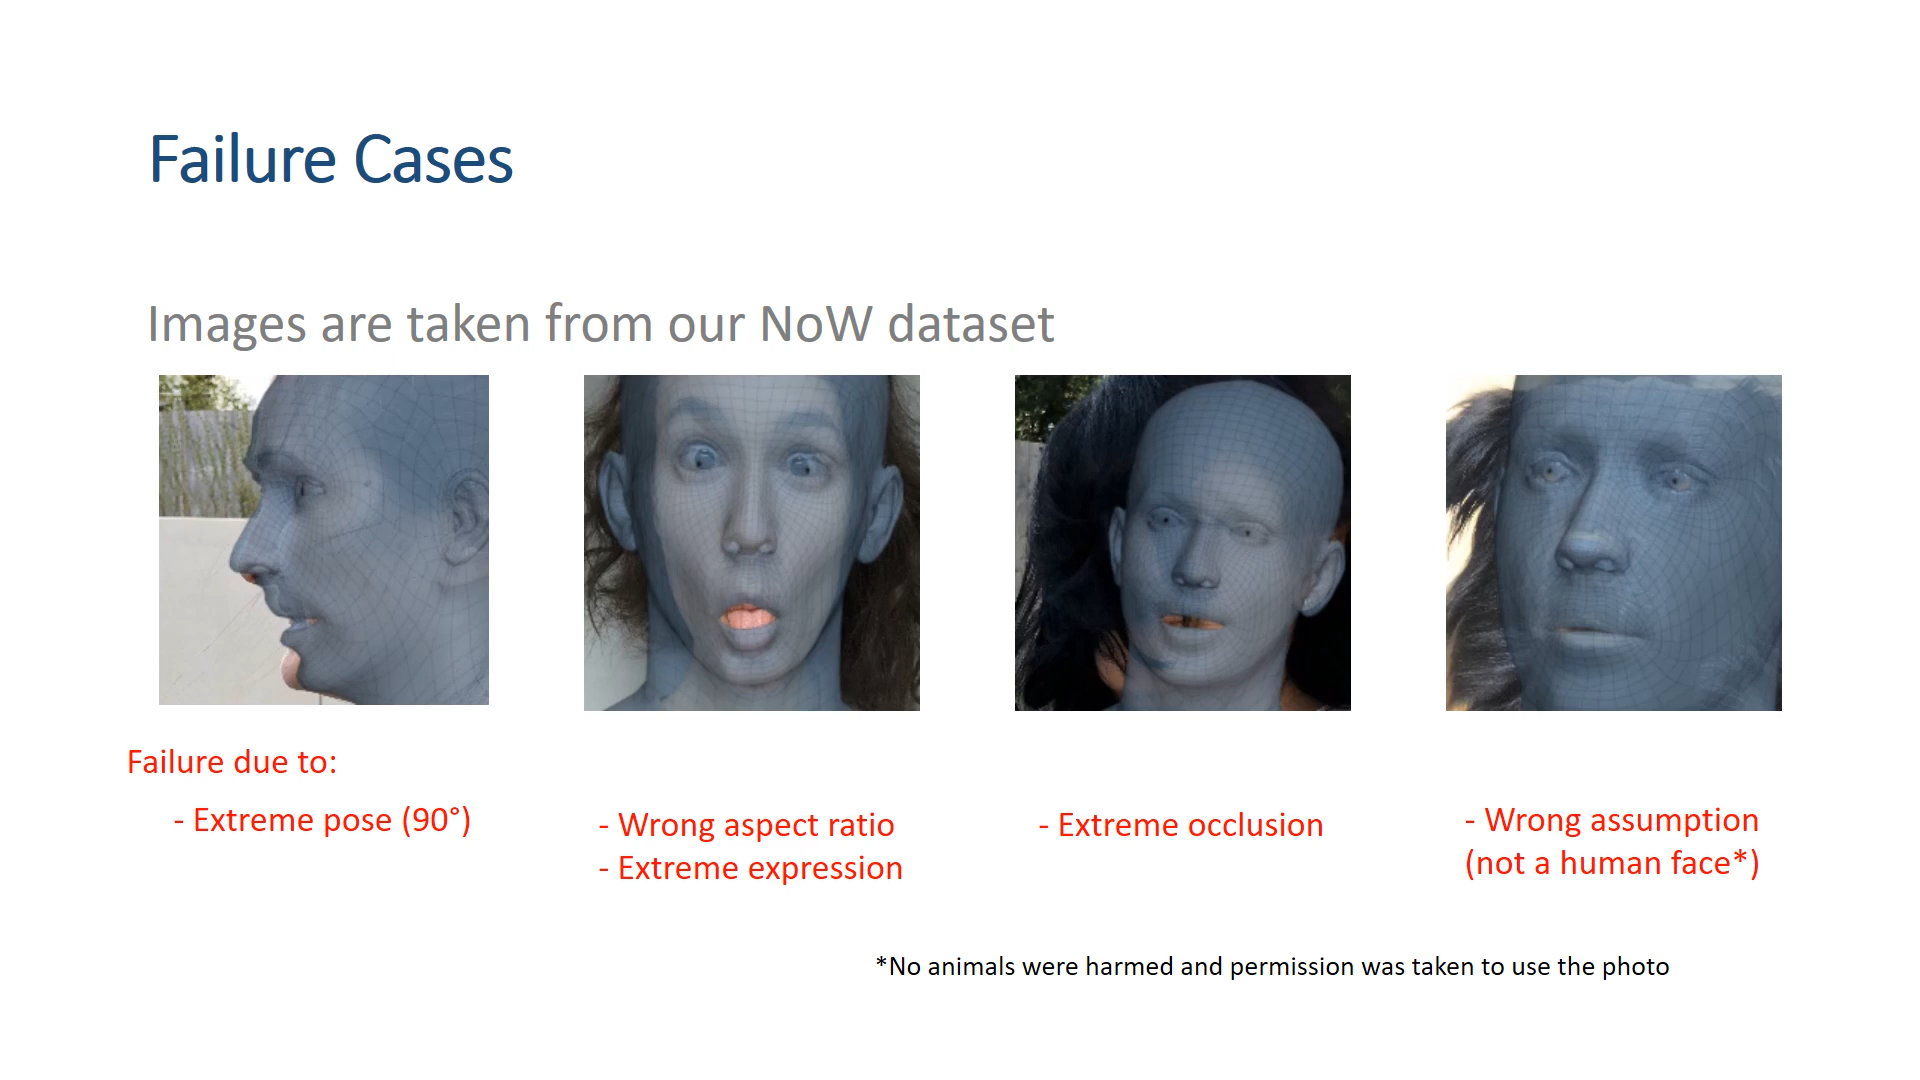 Failure Cases
Images are taken from our NoW dataset
Failure due to:
- Extreme pose (90°)
- Wrong aspect ratio
- Extreme expression
- Extreme occlusion
- Wrong assumption
(not a human face*)
*No animals were harmed and permission was taken to use the photo